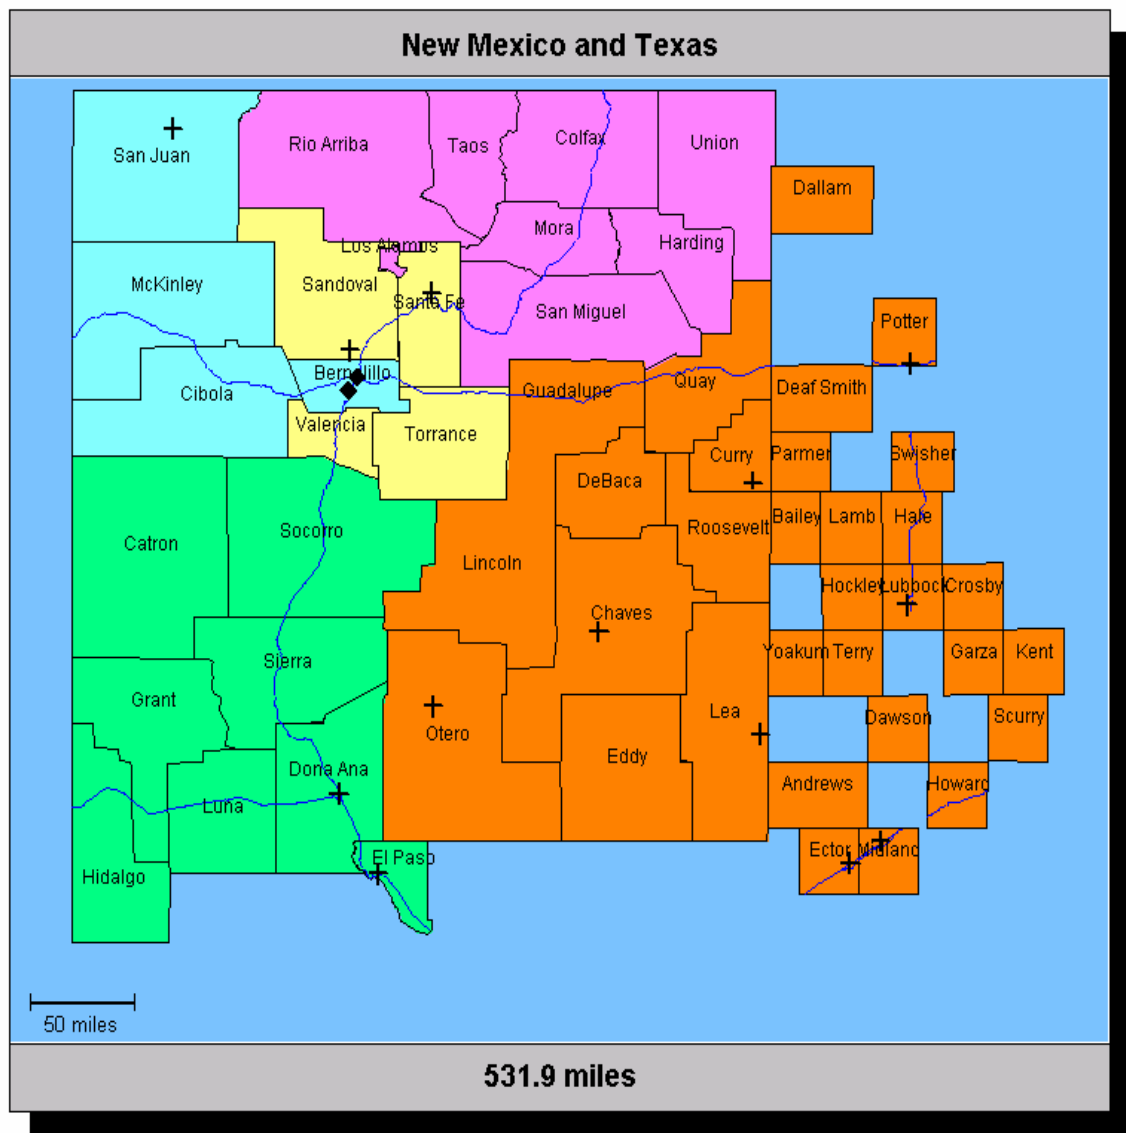 New Mexico and Texas
San Juan
Rio Arriba
Taos
Colfax
Union
Dallam
Mora
Harding
Los Alamos
McKinley
Sandoval
Santa Fe
San Miguel
Potter
Bernalillo
Cibola
Guadalupe
Quay
Deaf Smith
Valencia
Torrance
Curry
Parmer
Swisher
DeBaca
Catron
Socorro
Roosevelt
Bailey
Lamb
Hale
Lincoln
Hockley
Lubbock
Crosby
Chaves
Sierra
Yoakum
Terry
Garza
Kent
Grant
Otero
Lea
Dawson
Scurry
Eddy
Dona Ana
Andrews
Howard
Luna
El Paso
Ector
Midland
Hidalgo
50 miles
531.9 miles